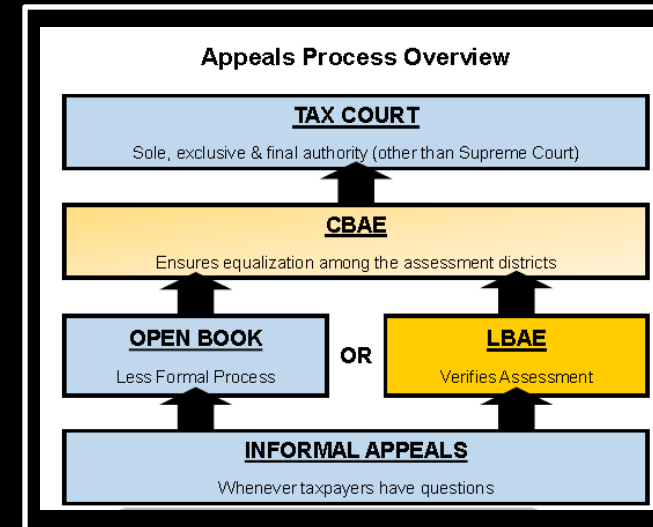 Appeals Process Overview
TAX COURT
Sole, exclusive & final authority (other than Supreme Court)
CBAE
Ensures equalization among the assessment districts
OPEN BOOK
Less Formal Process
OR
LBAE
Verifies Assessment
INFORMAL APPEALS
Whenever taxpayers have questions